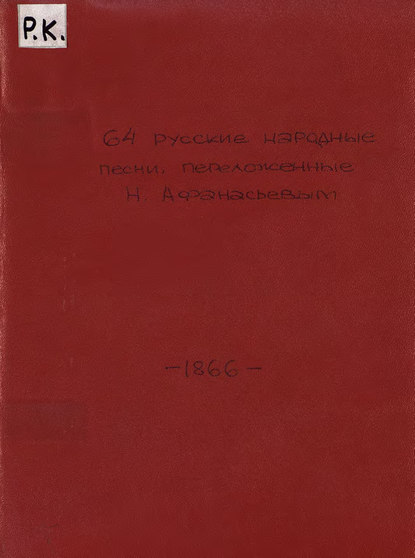 Р.К.
64 русские народные
песни, переложенные
Н. Афанасьевым
-1866-